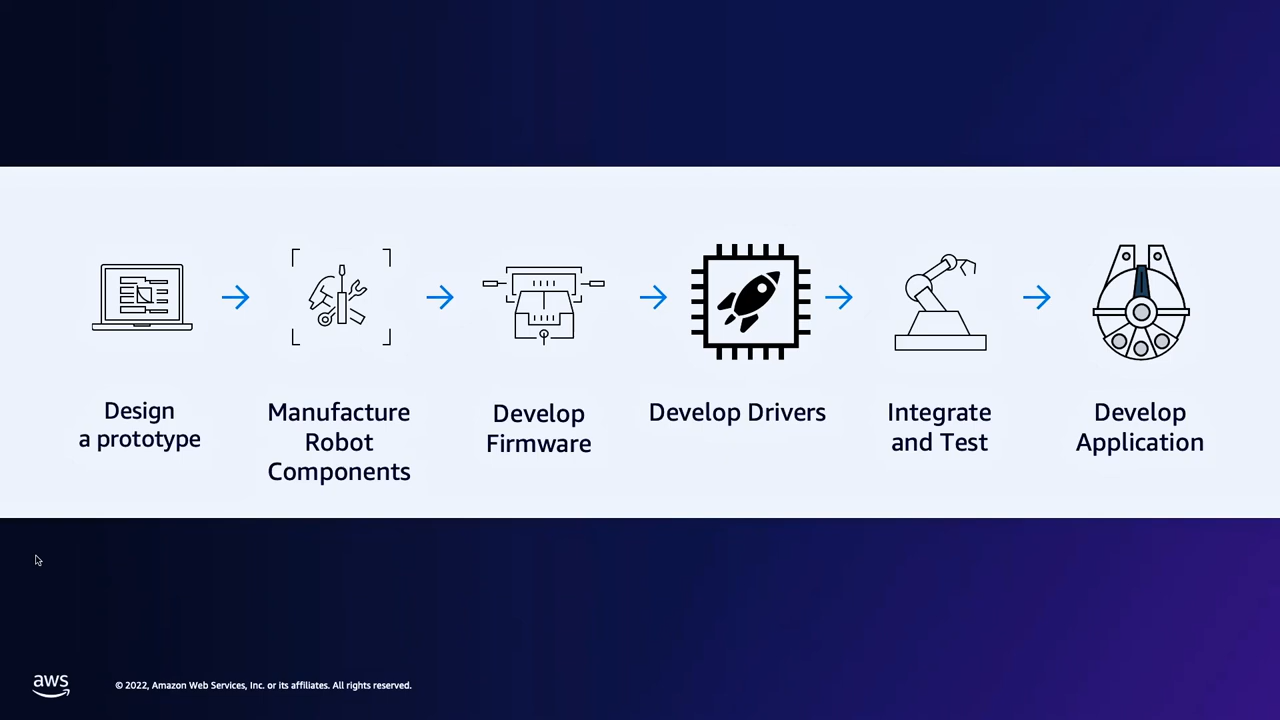 Design
a prototype
Manufacture
Robot
Components
Develop
Firmware
Develop Drivers
Integrate
and Test
Develop
Application
aws
© 2022, Amazon Web Services, Inc. or its affiliates. All rights reserved.